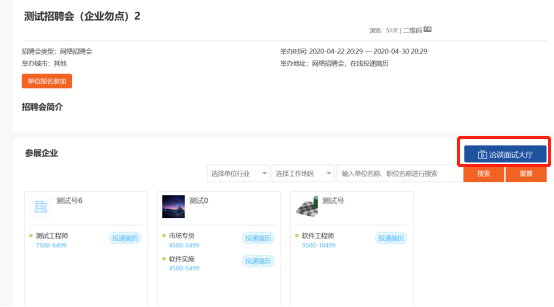 测试招聘会（企业勿点）2
浏览：51次 | 二维码
招聘会类型：网络招聘会
举办时间：2020-04-22 20:29 — 2020-04-30 20:29
举办城市：其他
举办地址：网络招聘会，在线投递简历
单位报名参加
招聘会简介
参展企业
洽谈面试大厅
选择单位行业 选择工作地区 输入单位名称、职位名称进行搜索 搜索 重置
测试号6
测试工程师 投递简历
7500-8499
测试0
市场专员 投递简历
4500-5499
软件实施 投递简历
4500-5499
测试号
软件工程师 投递简历
9500-10499